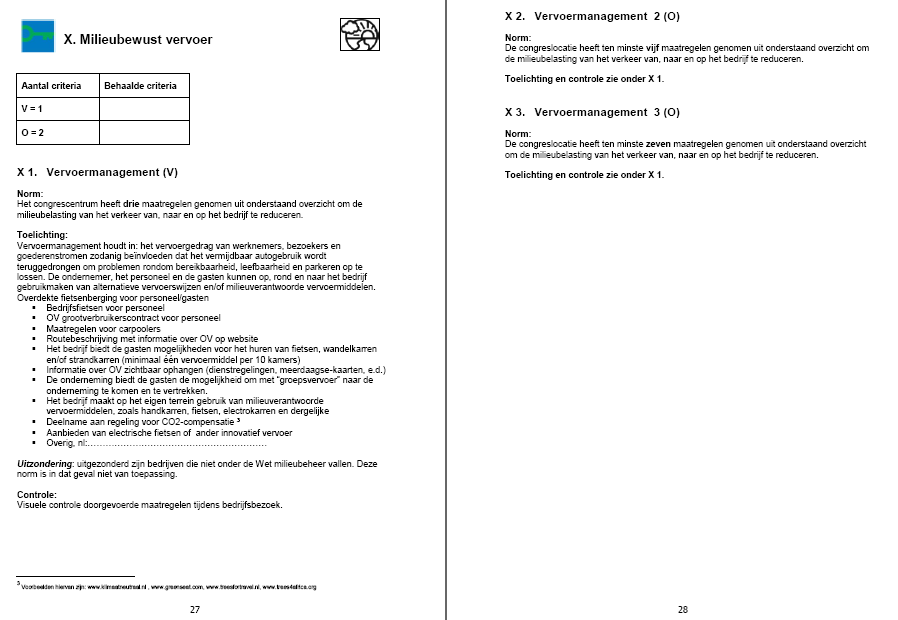 X. Milieubewust vervoer
Aantal criteria Behaalde criteria
V = 1
O = 2
X 1. Vervoermanagement (V)
Norm:
Het congrescentrum heeft drie maatregelen genomen uit onderstaand overzicht om de
milieubelasting van het verkeer van, naar en op het bedrijf te reduceren.
Toelichting:
Vervoermanagement houdt in: het vervoergedrag van werknemers, bezoekers en
goederenstromen zodanig beïnvloeden dat het vermijdbaar autogebruik wordt
teruggedrongen om problemen rondom bereikbaarheid, leefbaarheid en parkeren op te
lossen. De ondernemer, het personeel en de gasten kunnen op, rond en naar het bedrijf
gebruikmaken van alternatieve vervoerswijzen en/of milieuverantwoorde vervoermiddelen.
Overdekte fietsenberging voor personeel/gasten
▪ Bedrijfsfietsen voor personeel
▪ OV grootverbruikerscontract voor personeel
▪ Maatregelen voor carpoolers
▪ Routebeschrijving met informatie over OV op website
▪ Het bedrijf biedt de gasten mogelijkheden voor het huren van fietsen, wandelkarren
en/of strandkarren (minimaal één vervoermiddel per 10 kamers)
▪ Informatie over OV zichtbaar ophangen (dienstregelingen, meerdaagse-kaarten, e.d.)
▪ De onderneming biedt de gasten de mogelijkheid om met "groepsvervoer" naar de
onderneming te komen en te vertrekken.
▪ Het bedrijf maakt op het eigen terrein gebruik van milieuverantwoorde
vervoermiddelen, zoals handkarren, fietsen, electrokarren en dergelijke
▪ Deelname aan regeling voor CO2-compensatie ³
▪ Aanbieden van electrische fietsen of ander innovatief vervoer
▪ Overig, nl:………………………………………………………
Uitzondering: uitgezonderd zijn bedrijven die niet onder de Wet milieubeheer vallen. Deze
norm is in dat geval niet van toepassing.
Controle:
Visuele controle doorgevoerde maatregelen tijdens bedrijfsbezoek.
³ Voorbeelden hiervan zijn: www.klimaatneutraal.nl , www.greenseat.com, www.treesfortravel.nl, www.trees4africa.org
27
X 2. Vervoermanagement 2 (O)
Norm:
De congreslocatie heeft ten minste vijf maatregelen genomen uit onderstaand overzicht om
de milieubelasting van het verkeer van, naar en op het bedrijf te reduceren.
Toelichting en controle zie onder X 1.
X 3. Vervoermanagement 3 (O)
Norm:
De congreslocatie heeft ten minste zeven maatregelen genomen uit onderstaand overzicht
om de milieubelasting van het verkeer van, naar en op het bedrijf te reduceren.
Toelichting en controle zie onder X 1.
28